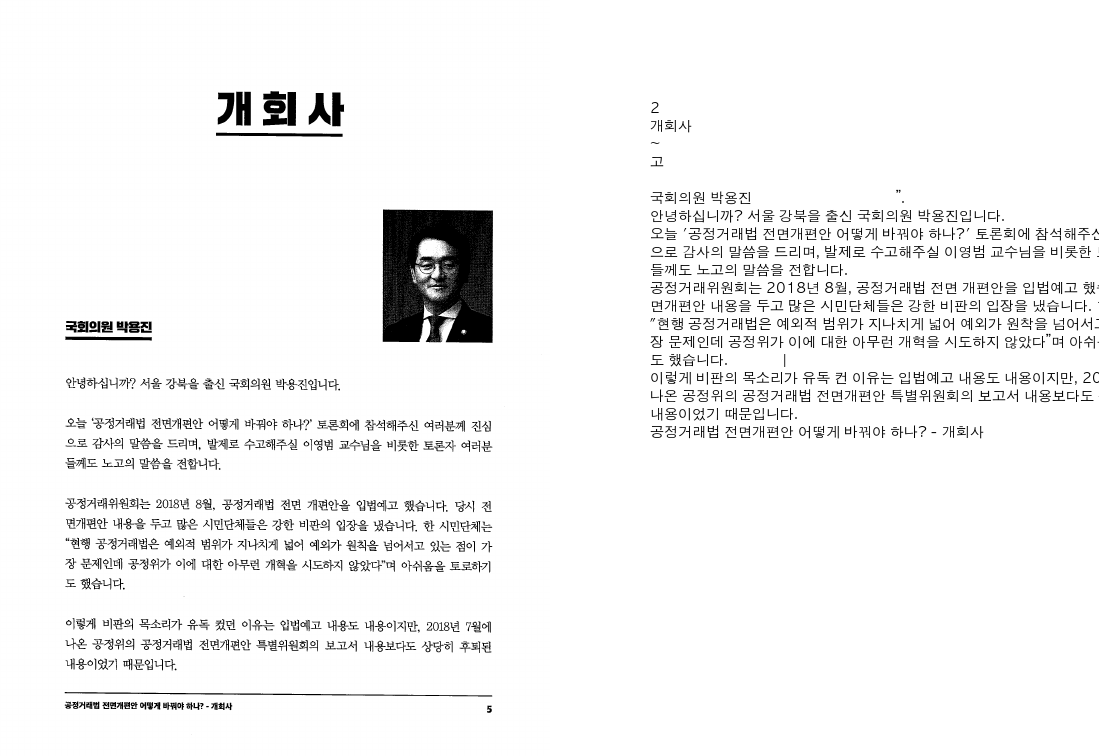 개 회 사
국회의원 박용진
안녕하십니까? 서울 강북을 출신 국회의원 박용진입니다.
오늘 ‘공정거래법 전면개편안 어떻게 바꿔야 하나?’ 토론회에 참석해주신 여러분께 진심
으로 감사의 말씀을 드리며, 발제로 수고해주실 이영범 교수님을 비롯한 토론자 여러분
들께도 노고의 말씀을 전합니다.
공정거래위원회는 2018년 8월, 공정거래법 전면 개편안을 입법예고 했습니다. 당시 전
면개편안 내용을 두고 많은 시민단체들은 강한 비판의 입장을 냈습니다. 한 시민단체는
“현행 공정거래법은 예외적 범위가 지나치게 넓어 예외가 원칙을 넘어서고 있는 점이 가
장 문제인데 공정위가 이에 대한 아무런 개혁을 시도하지 않았다”며 아쉬움을 토로하기
도 했습니다.
이렇게 비판의 목소리가 유독 컸던 이유는 입법예고 내용도 내용이지만, 2018년 7월에
나온 공정위의 공정거래법 전면개편안 특별위원회의 보고서 내용보다도 상당히 후퇴된
내용이었기 때문입니다.
공정거래법 전면개편안 어떻게 바꿔야 하나? - 개회사 5
2
개회사
~
고
국회의원 박용진 ”.
안녕하십니까? 서울 강북을 출신 국회의원 박용진입니다.
오늘 ’공정거래법 전면개편안 어떻게 바꿔야 하나?’ 토론회에 참석해주신
으로 감사의 말씀을 드리며, 발제로 수고해주실 이영범 교수님을 비롯한
들께도 노고의 말씀을 전합니다.
공정거래위원회는 2018년 8월, 공정거래법 전면 개편안을 입법예고
면개편안 내용을 두고 많은 시민단체들은 강한 비판의 입장을 냈습니다.
”현행 공정거래법은 예외적 범위가 지나치게 넓어 예외가 원착을 넘어서고
장 문제인데 공정위가 이에 대한 아무런 개혁을 시도하지 않았다”며
도 했습니다. |
이렇게 비판의 목소리가 유독 컨 이유는 입법예고 내용도 내용이지만, 20
나온 공정위의 공정거래법 전면개편안 특별위원회의 보고서 내용보다도
내용이었기 때문입니다.
공정거래법 전면개편안 어떻게 바꿔야 하나? - 개회사